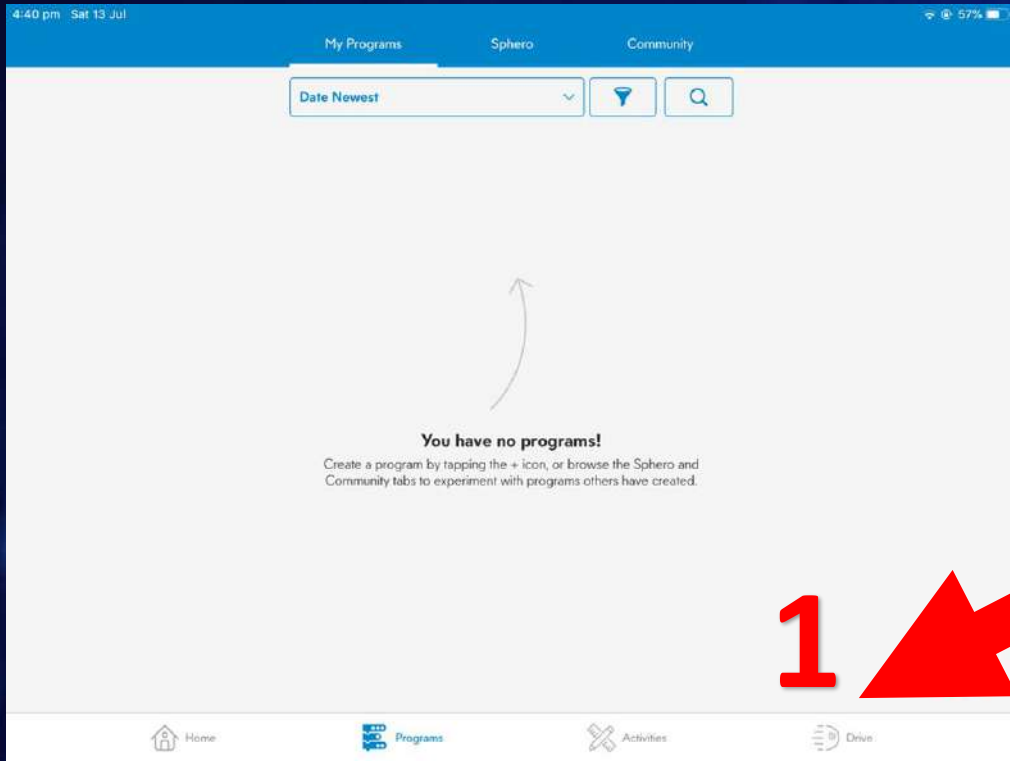 4:40 pm Sat 13 Jul
57%
My Programs
Sphero
Community
Date Newest
You have no programs!
Create a program by tapping the + icon, or browse the Sphero and
Community tabs to experiment with programs others have created.
1
Home
Programs
Activities
Drive